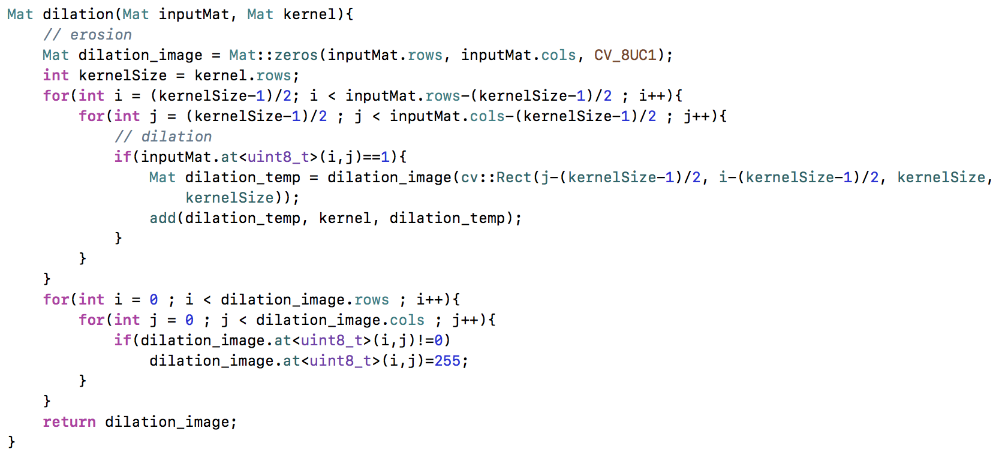 Mat dilation(Mat inputMat, Mat kernel){
    // erosion
    Mat dilation_image = Mat::zeros(inputMat.rows, inputMat.cols, CV_8UC1);
    int kernelSize = kernel.rows;
    for(int i = (kernelSize-1)/2; i < inputMat.rows-(kernelSize-1)/2 ; i++){
        for(int j = (kernelSize-1)/2 ; j < inputMat.cols-(kernelSize-1)/2 ; j++){
            // dilation
            if(inputMat.at<uint8_t>(i,j)==1){
                Mat dilation_temp = dilation_image(cv::Rect(j-(kernelSize-1)/2, i-(kernelSize-1)/2, kernelSize,
                    kernelSize));
                add(dilation_temp, kernel, dilation_temp);
            }
        }
    }
    for(int i = 0 ; i < dilation_image.rows ; i++){
        for(int j = 0 ; j < dilation_image.cols ; j++){
            if(dilation_image.at<uint8_t>(i,j)!=0)
                dilation_image.at<uint8_t>(i,j)=255;
        }
    }
    return dilation_image;
}